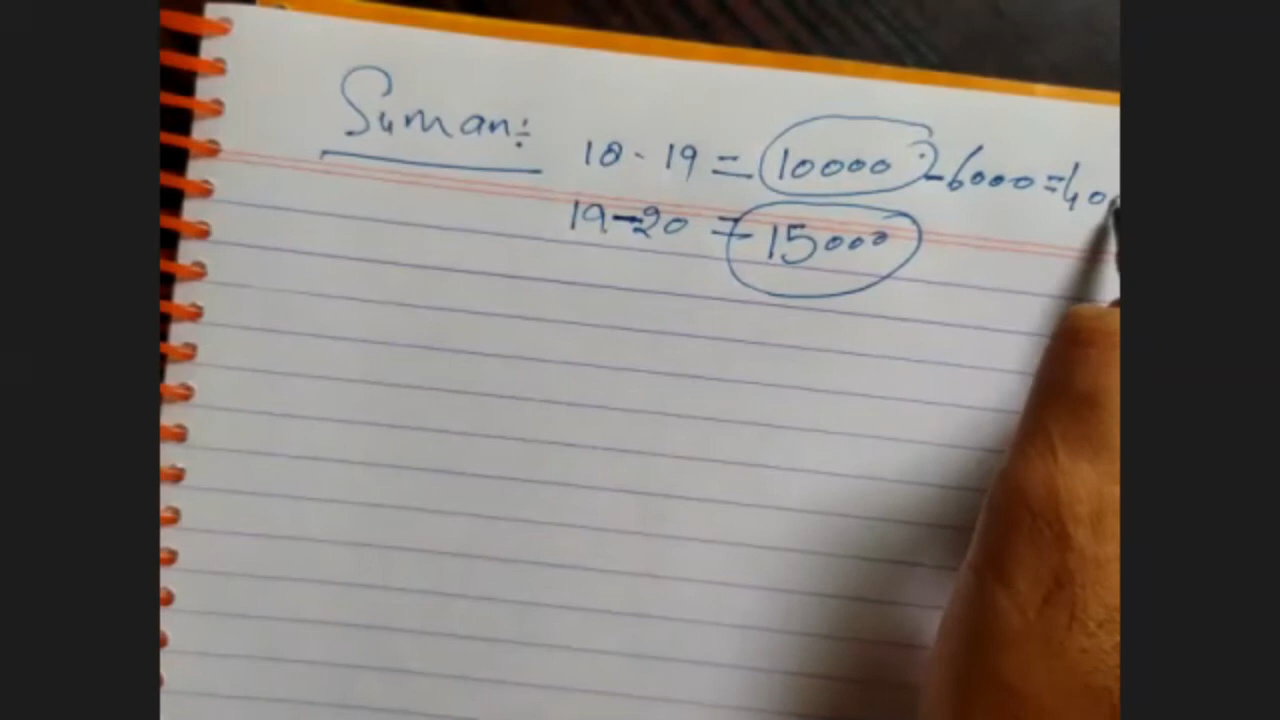 Suman:
18-19 = 10000 - 6000 = 40
19-20 = 15000